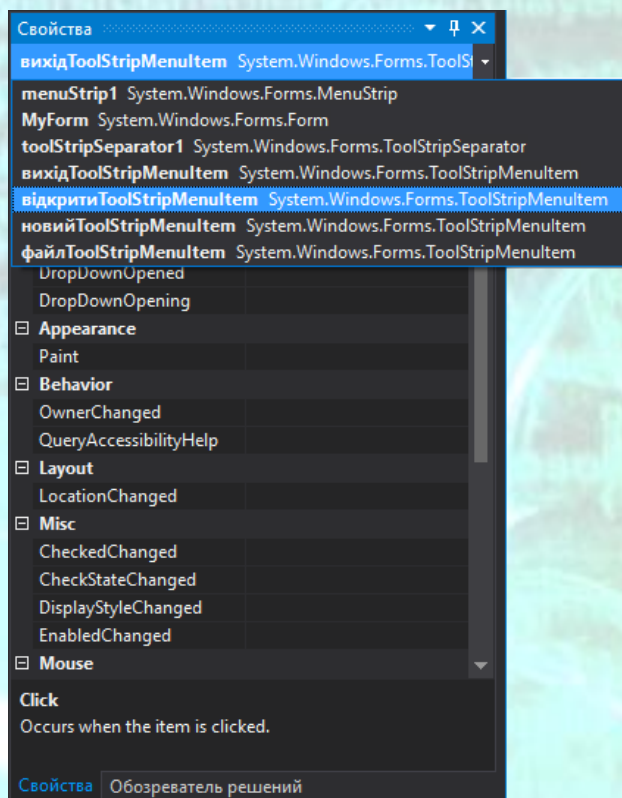 Свойства
вихідToolStripMenuItem System.Windows.Forms.ToolSt
menuStrip1 System.Windows.Forms.MenuStrip
MyForm System.Windows.Forms.Form
toolStripSeparator1 System.Windows.Forms.ToolStripSeparator
вихідToolStripMenuItem System.Windows.Forms.ToolStripMenuItem
відкритиToolStripMenuItem System.Windows.Forms.ToolStripMenuItem
новийToolStripMenuItem System.Windows.Forms.ToolStripMenuItem
файлToolStripMenuItem System.Windows.Forms.ToolStripMenuItem
DropDownOpened
DropDownOpening
Appearance
Paint
Behavior
OwnerChanged
QueryAccessibilityHelp
Layout
LocationChanged
Misc
CheckedChanged
CheckStateChanged
DisplayStyleChanged
EnabledChanged
Mouse
Click
Occurs when the item is clicked.
Свойства Обозреватель решений